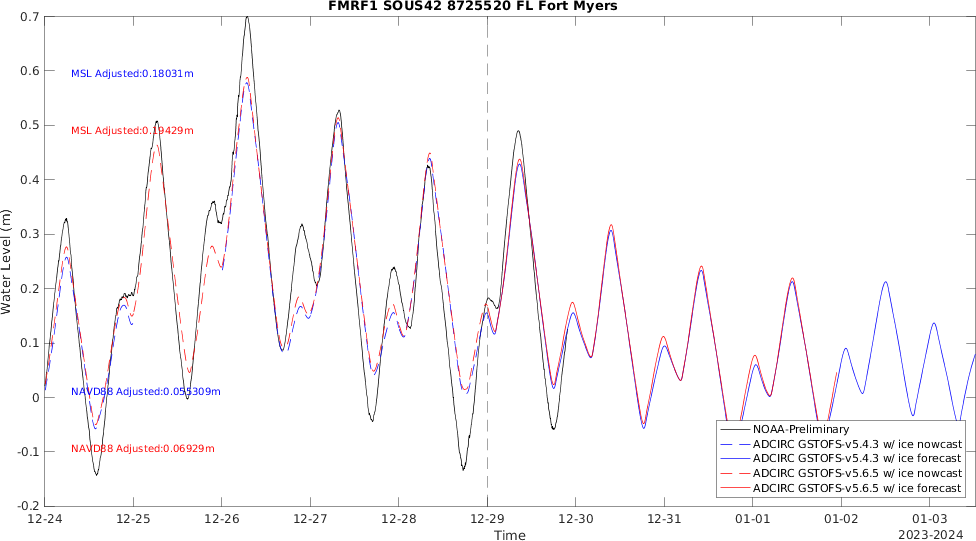 FMRF1 SOUS42 8725520 FL Fort Myers
0.7
0.6
0.5
0.4
0.3
0.2
0.1
0
-0.1
-0.2
Water Level (m)
MSL Adjusted:0.18031m
MSL Adjusted:0.19429m
NAVD88 Adjusted:0.055309m
NAVD88 Adjusted:0.06929m
NOAA-Preliminary
ADCIRC GSTOFS-v5.4.3 w/ ice nowcast
ADCIRC GSTOFS-v5.4.3 w/ ice forecast
ADCIRC GSTOFS-v5.6.5 w/ ice nowcast
ADCIRC GSTOFS-v5.6.5 w/ ice forecast
12-24 12-25 12-26 12-27 12-28 12-29 12-30 12-31 01-01 01-02 01-03
Time
2023-2024